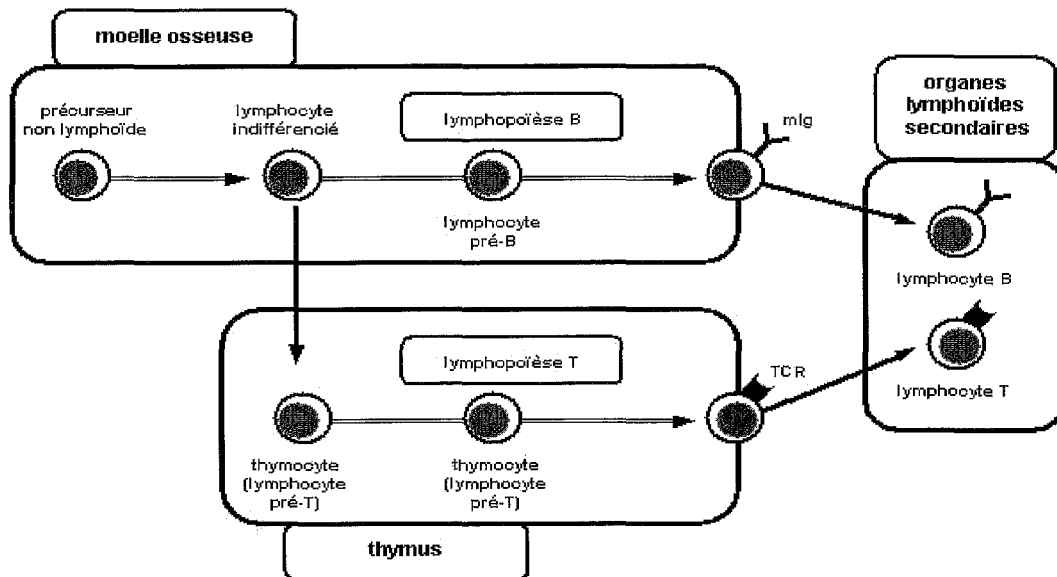 moelle osseuse
précurseur
non lymphoïde
lymphocyte
indifférencié
lymphopoïèse B
mIg
lymphocyte
pré-B
organes
lymphoïdes
secondaires
lymphocyte B
lymphocyte T
lymphopoïèse T
TCR
thymocyte
(lymphocyte
pré-T)
thymocyte
(lymphocyte
pré-T)
thymus